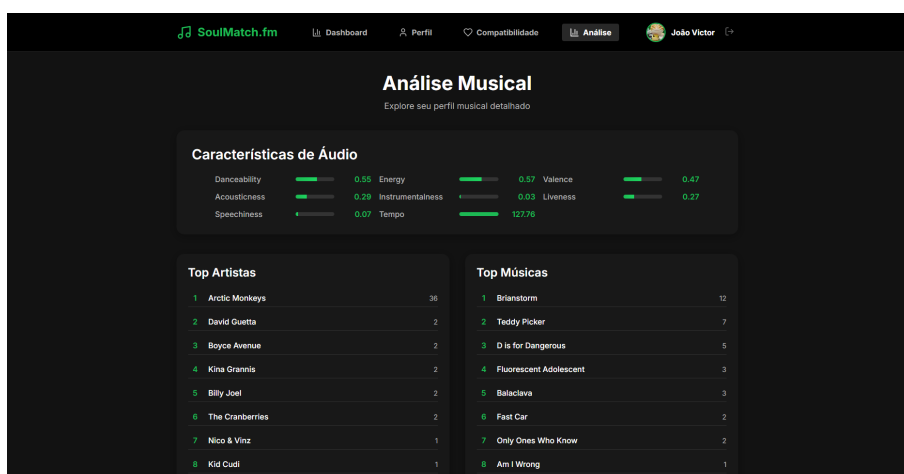 SoulMatch.fm Dashboard Perfil Compatibilidade Análise João Victor
Análise Musical
Explore seu perfil musical detalhado
Características de Áudio
Danceability 0.55 Energy 0.57 Valence 0.47
Acousticness 0.29 Instrumentalness 0.03 Liveness 0.27
Speechiness 0.07 Tempo 127.76
Top Artistas
1 Arctic Monkeys 36
2 David Guetta 2
3 Boyce Avenue 2
4 Kina Grannis 2
5 Billy Joel 2
6 The Cranberries 2
7 Nico & Vinz 1
8 Kid Cudi 1
Top Músicas
1 Brianstorm 12
2 Teddy Picker 7
3 D is for Dangerous 5
4 Fluorescent Adolescent 3
5 Balaclava 3
6 Fast Car 2
7 Only Ones Who Know 2
8 Am I Wrong 1